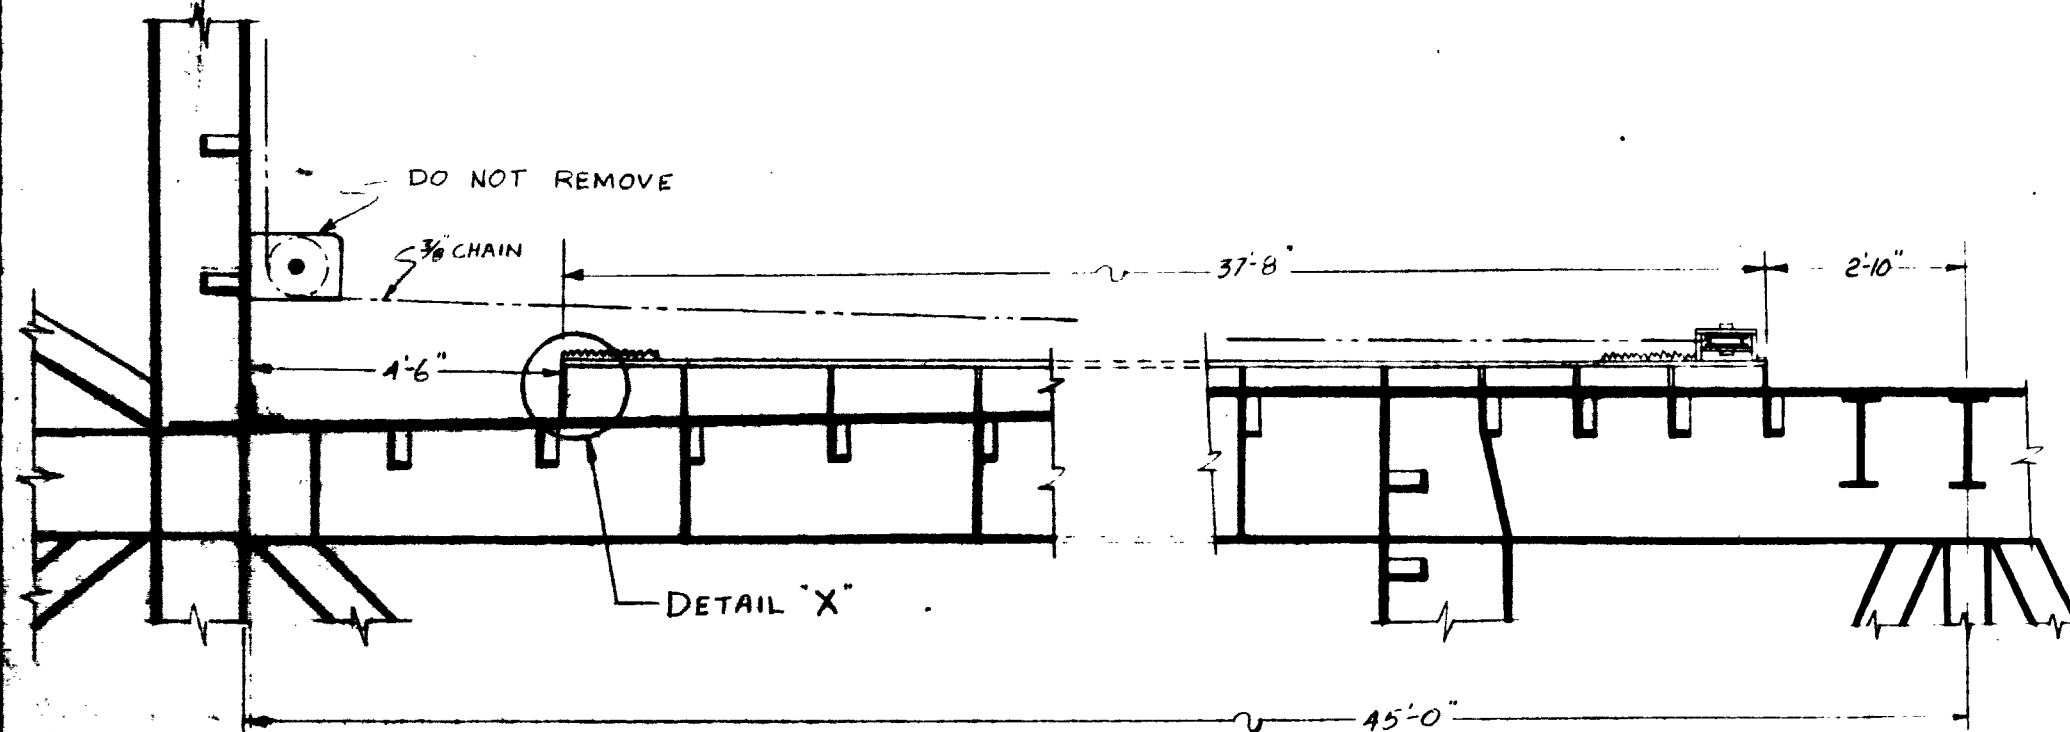 DO NOT REMOVE
3/8" CHAIN
37'-8"
2'-10"
4'-6"
DETAIL "X"
45'-0"